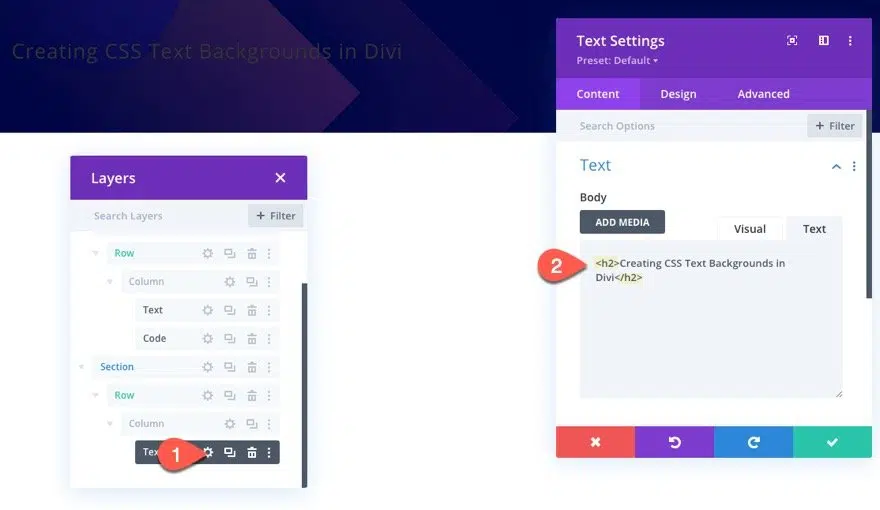 Creating CSS Text Backgrounds in Divi
Layers
Search Layers
+ Filter
Row
Column
Text
Code
Section
Row
Column
1
Text Settings
Preset: Default
Content Design Advanced
Search Options
+ Filter
Text
Body
ADD MEDIA
Visual Text
2
<h2>Creating CSS Text Backgrounds in
Divi</h2>